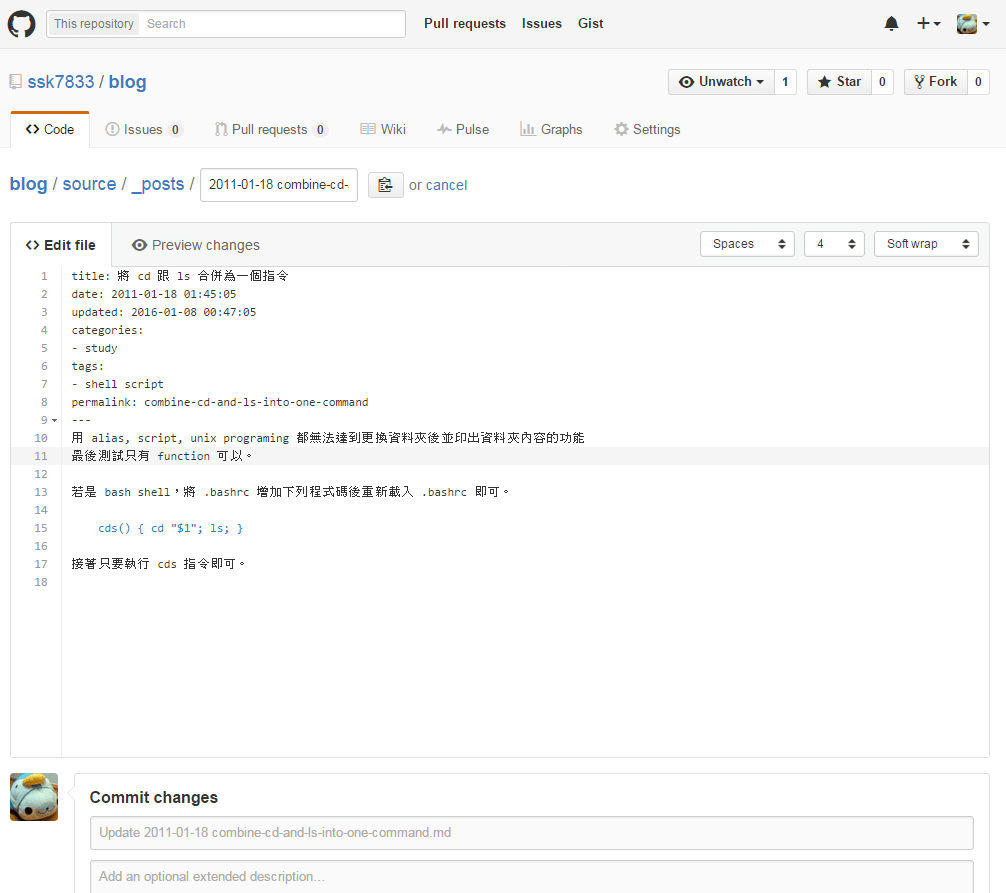 This repository Search Pull requests Issues Gist
ssk7833 / blog Unwatch 1 Star 0 Fork 0
Code Issues 0 Pull requests 0 Wiki Pulse Graphs Settings
blog / source / _posts / 2011-01-18 combine-cd- or cancel
Edit file Preview changes Spaces 4 Soft wrap
1 title: 將 cd 跟 ls 合併為一個指令
2 date: 2011-01-18 01:45:05
3 updated: 2016-01-08 00:47:05
4 categories:
5 - study
6 tags:
7 - shell script
8 permalink: combine-cd-and-ls-into-one-command
9 ---
10 用 alias, script, unix programing 都無法達到更換資料夾後並印出資料夾內容的功能
11 最後測試只有 function 可以。
12
13 若是 bash shell，將 .bashrc 增加下列程式碼後重新載入 .bashrc 即可。
14
15 cds() { cd "$1"; ls; }
16
17 接著只要執行 cds 指令即可。
18
Commit changes
Update 2011-01-18 combine-cd-and-ls-into-one-command.md
Add an optional extended description...